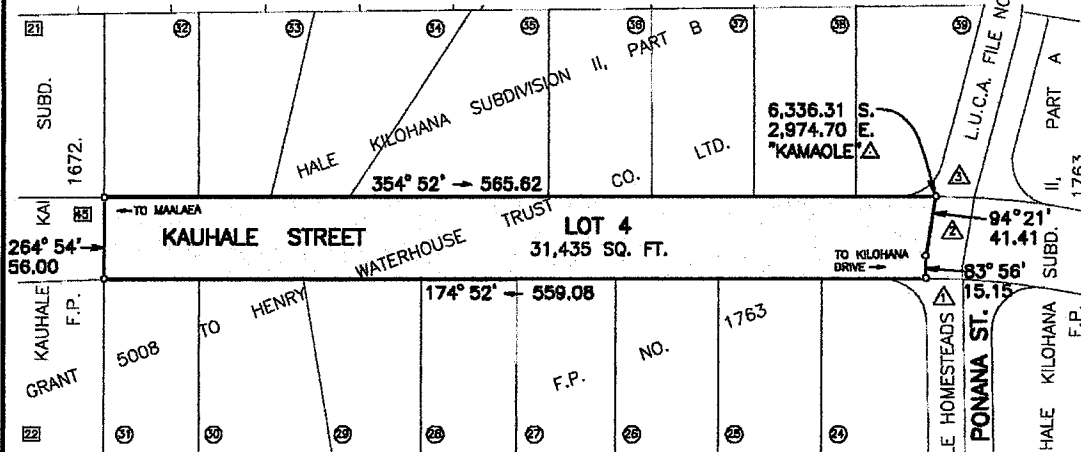 21
32
33
34
35
36
37
38
39
SUBD.
1672.
HALE KILOHANA SUBDIVISION II, PART B
L.U.C.A. FILE NO
PART A
II,
1763
6,336.31 S.
2,974.70 E.
"KAMAOLE"
354° 52' → 565.62
CO. LTD.
3
KAI
←TO MAALAEA
264° 54'
56.00
KAUHALE STREET
WATERHOUSE TRUST
LOT 4
31,435 SQ. FT.
TO KILOHANA
DRIVE →
94°21'
41.41
2
83° 56'
15.15
1
SUBD.
F.P.
174° 52' ← 559.08
KAUHALE
F.P.
GRANT 5008 TO HENRY
F.P. NO. 1763
LE HOMESTEADS
PONANA ST.
HALE KILOHANA
22
31
30
29
28
27
26
25
24